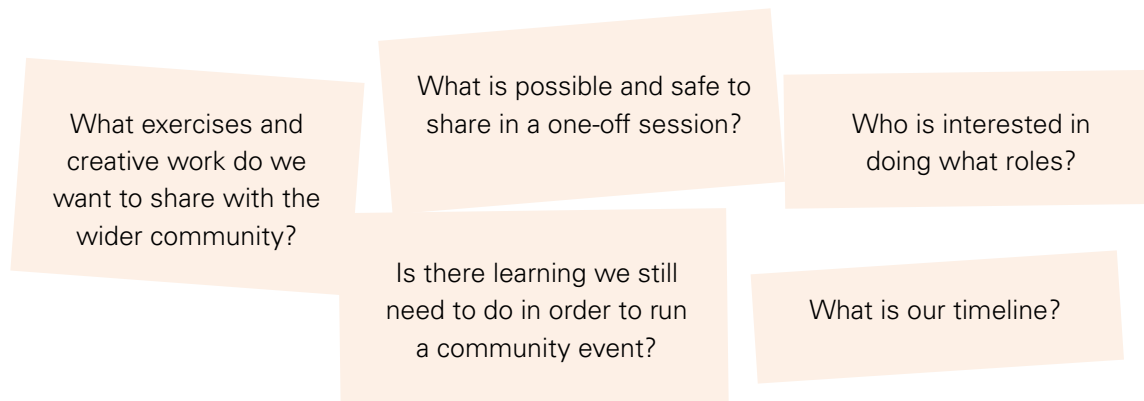 What exercises and
creative work do we
want to share with the
wider community?
What is possible and safe to
share in a one-off session?
Who is interested in
doing what roles?
Is there learning we still
need to do in order to run
a community event?
What is our timeline?